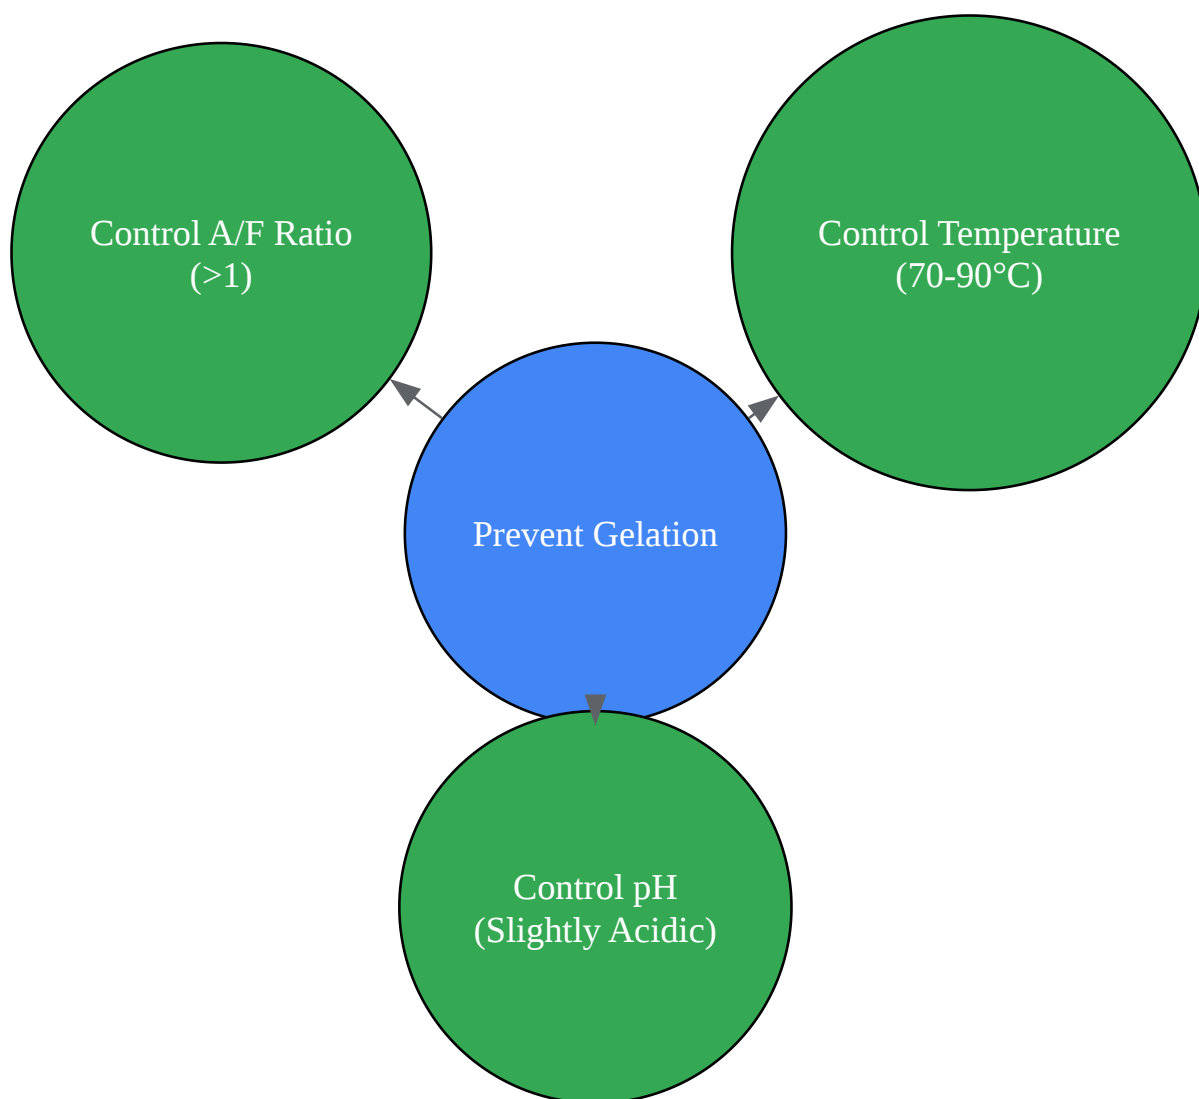 Control A/F Ratio
(>1)
Control Temperature
(70-90°C)
Prevent Gelation
Control pH
(Slightly Acidic)